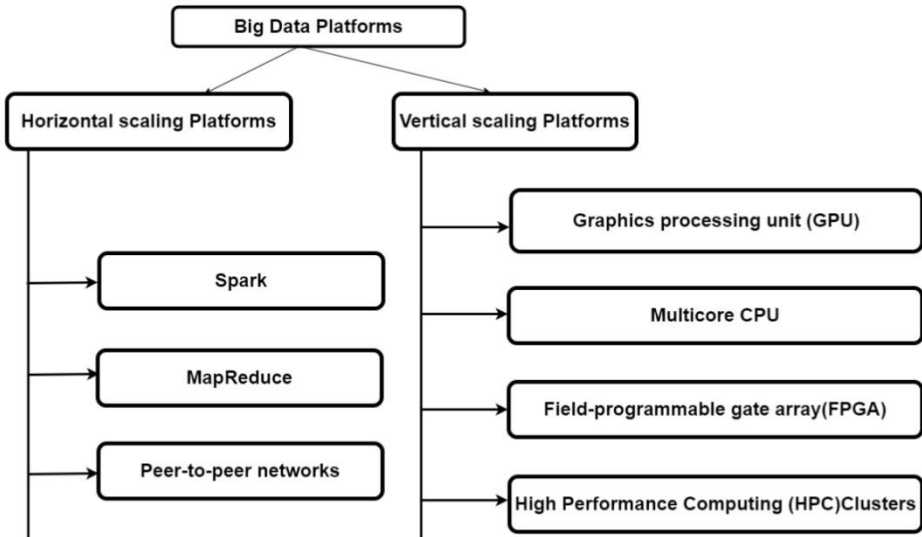 Big Data Platforms
Horizontal scaling Platforms
Vertical scaling Platforms
Spark
MapReduce
Peer-to-peer networks
Graphics processing unit (GPU)
Multicore CPU
Field-programmable gate array(FPGA)
High Performance Computing (HPC)Clusters